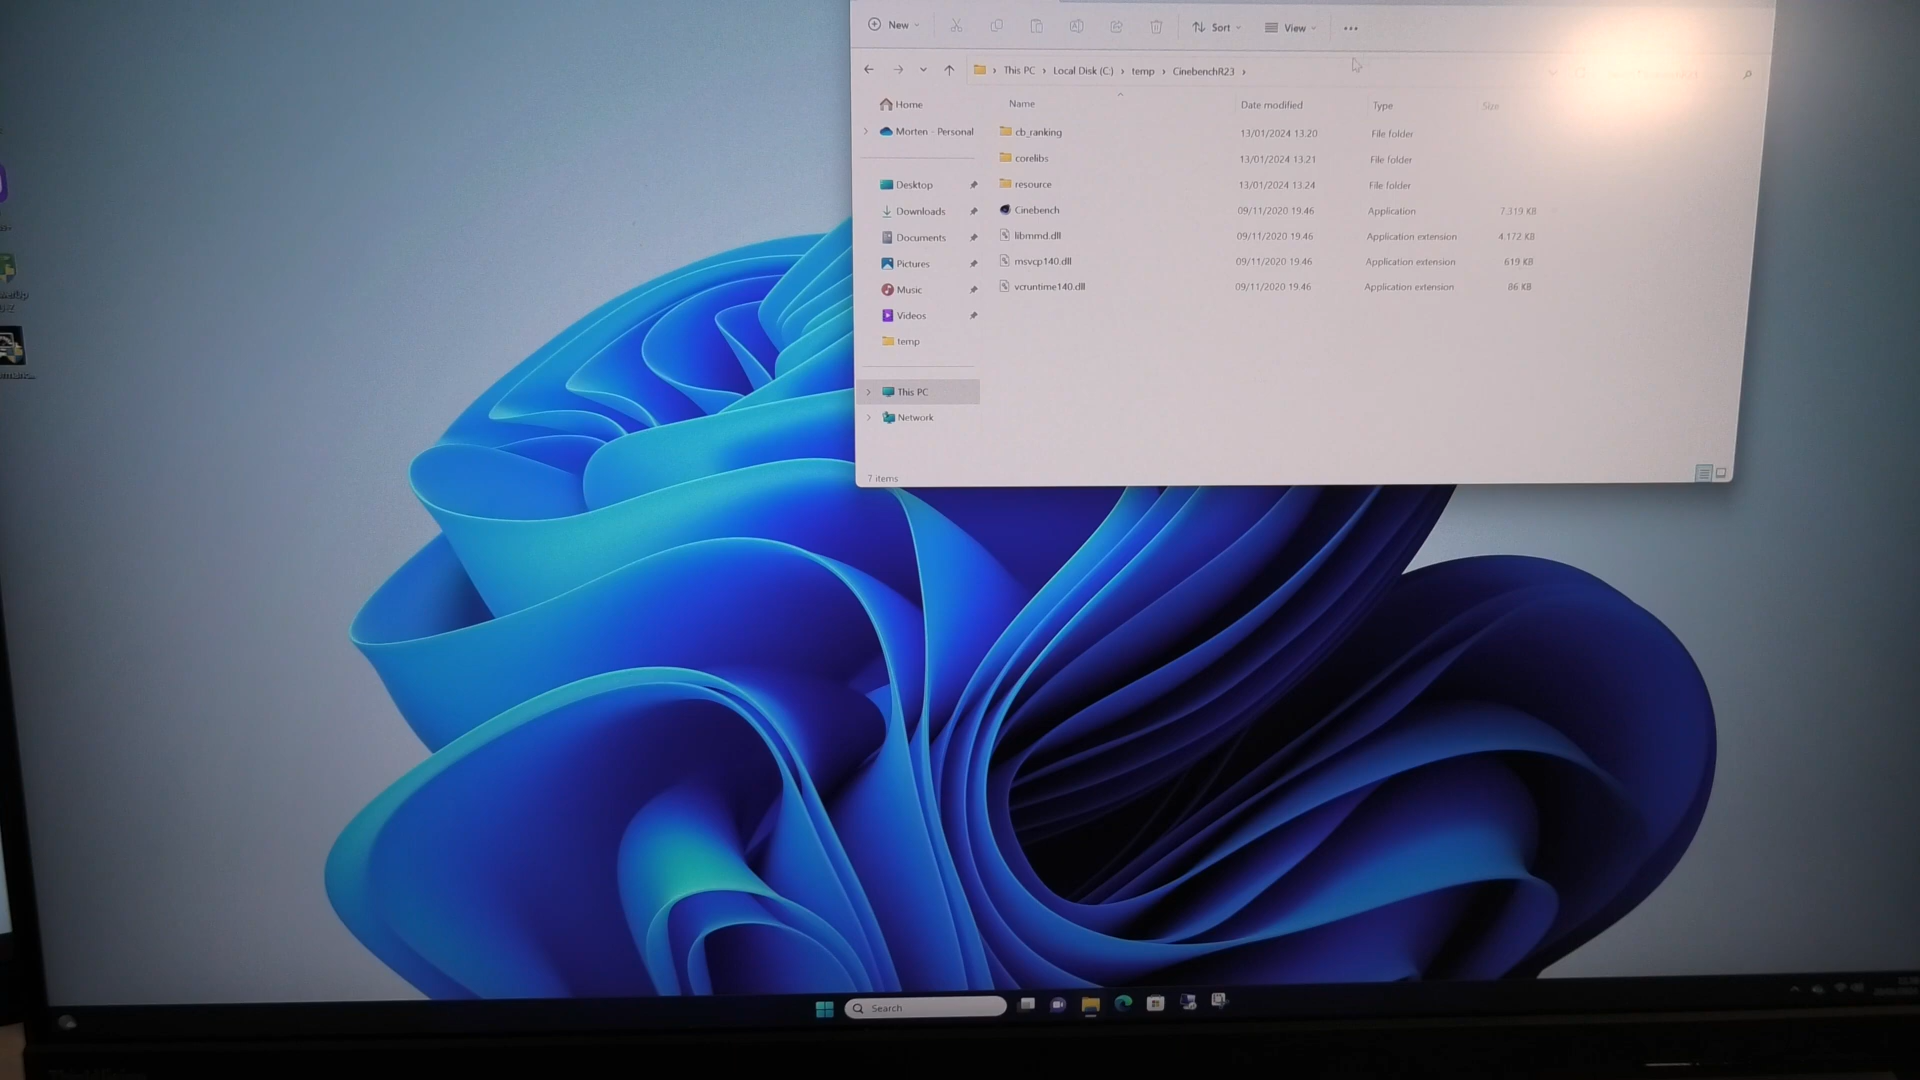 New
Sort
View
This PC > Local Disk (C:) > temp > CinebenchR23 >
Name Date modified Type Size
Home
Morten - Personal
Desktop
Downloads
Documents
Pictures
Music
Videos
temp
This PC
Network
cb_ranking 13/01/2024 13.20 File folder
corelibs 13/01/2024 13.21 File folder
resource 13/01/2024 13.24 File folder
Cinebench 09/11/2020 19.46 Application 7.319 KB
libmmd.dll 09/11/2020 19.46 Application extension 4.172 KB
msvcp140.dll 09/11/2020 19.46 Application extension 619 KB
vcruntime140.dll 09/11/2020 19.46 Application extension 86 KB
7 items
Search